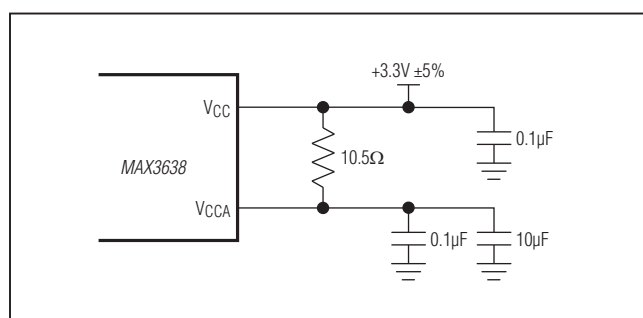 +3.3V ±5%
VCC
0.1µF
MAX3638
10.5Ω
VCCA
0.1µF
10µF